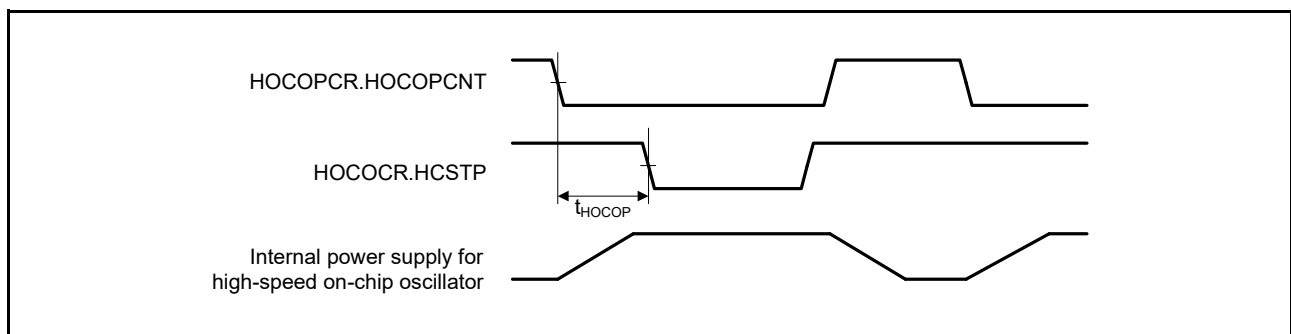 HOCOPCR.HOCOPCNT
HOCOCR.HCSTP
tHOCOP
Internal power supply for
high-speed on-chip oscillator